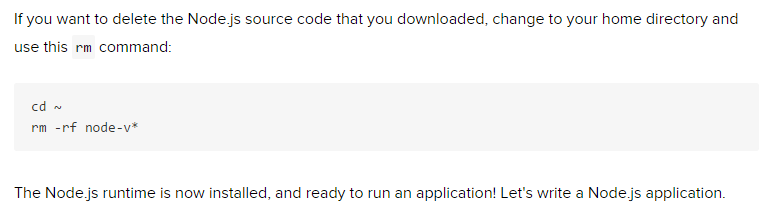 If you want to delete the Node.js source code that you downloaded, change to your home directory and
use this rm command:
cd ~
rm -rf node-v*
The Node.js runtime is now installed, and ready to run an application! Let's write a Node.js application.